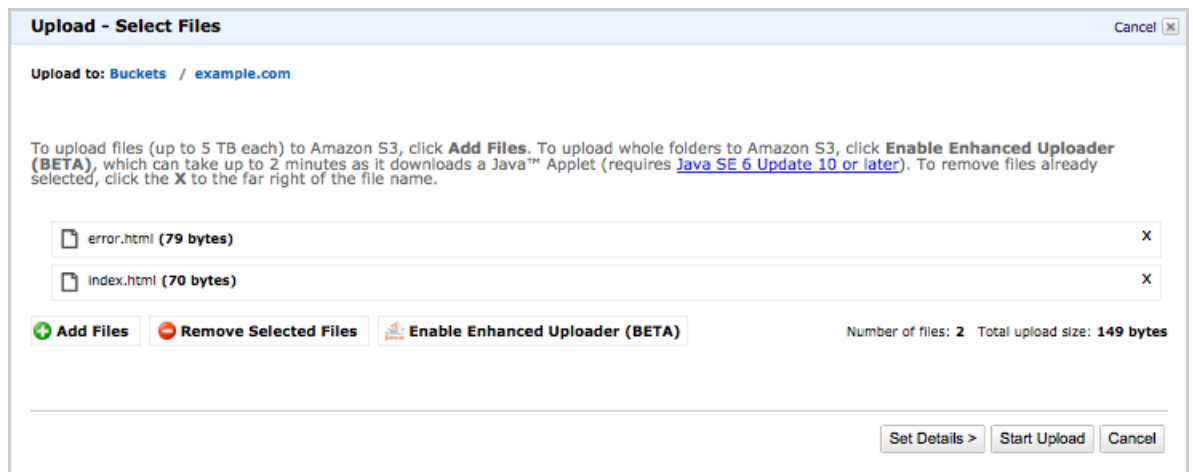 Upload - Select Files
Cancel
Upload to: Buckets / example.com
To upload files (up to 5 TB each) to Amazon S3, click Add Files. To upload whole folders to Amazon S3, click Enable Enhanced Uploader
(BETA), which can take up to 2 minutes as it downloads a Java™ Applet (requires Java SE 6 Update 10 or later). To remove files already
selected, click the X to the far right of the file name.
error.html (79 bytes) X
index.html (70 bytes) X
Add Files Remove Selected Files Java Enable Enhanced Uploader (BETA) Number of files: 2 Total upload size: 149 bytes
Set Details > Start Upload Cancel